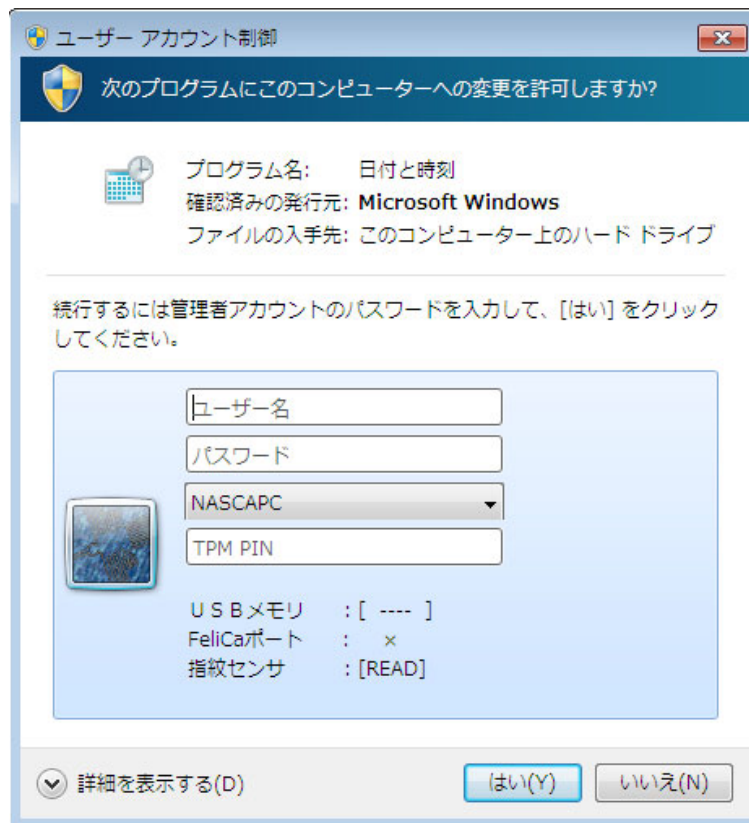 ユーザー アカウント制御
次のプログラムにこのコンピューターへの変更を許可しますか?
プログラム名: 日付と時刻
確認済みの発行元: Microsoft Windows
ファイルの入手先: このコンピューター上のハード ドライブ
続行するには管理者アカウントのパスワードを入力して、[はい] をクリック
してください。
ユーザー名
パスワード
NASCAPC
TPM PIN
ＵＳＢメモリ :[ ---- ]
FeliCaポート : ×
指紋センサ :[READ]
詳細を表示する(D) はい(Y) いいえ(N)